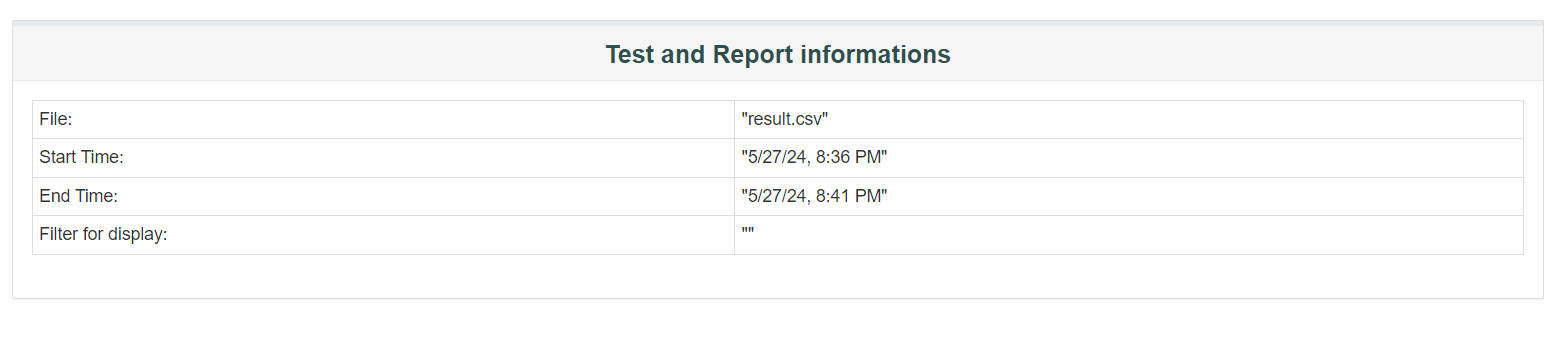 Test and Report informations
File: "result.csv"
Start Time: "5/27/24, 8:36 PM"
End Time: "5/27/24, 8:41 PM"
Filter for display: ""